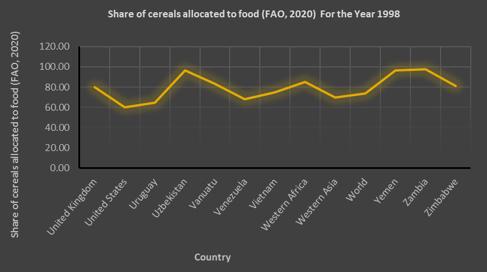 Share of cereals allocated to food (FAO, 2020)  For the Year 1998
Share of cereals allocated to food (FAO, 2020)
120.00
100.00
80.00
60.00
40.00
20.00
0.00
United Kingdom
United States
Uruguay
Uzbekistan
Vanuatu
Venezuela
Vietnam
Western Africa
Western Asia
World
Yemen
Zambia
Zimbabwe
Country